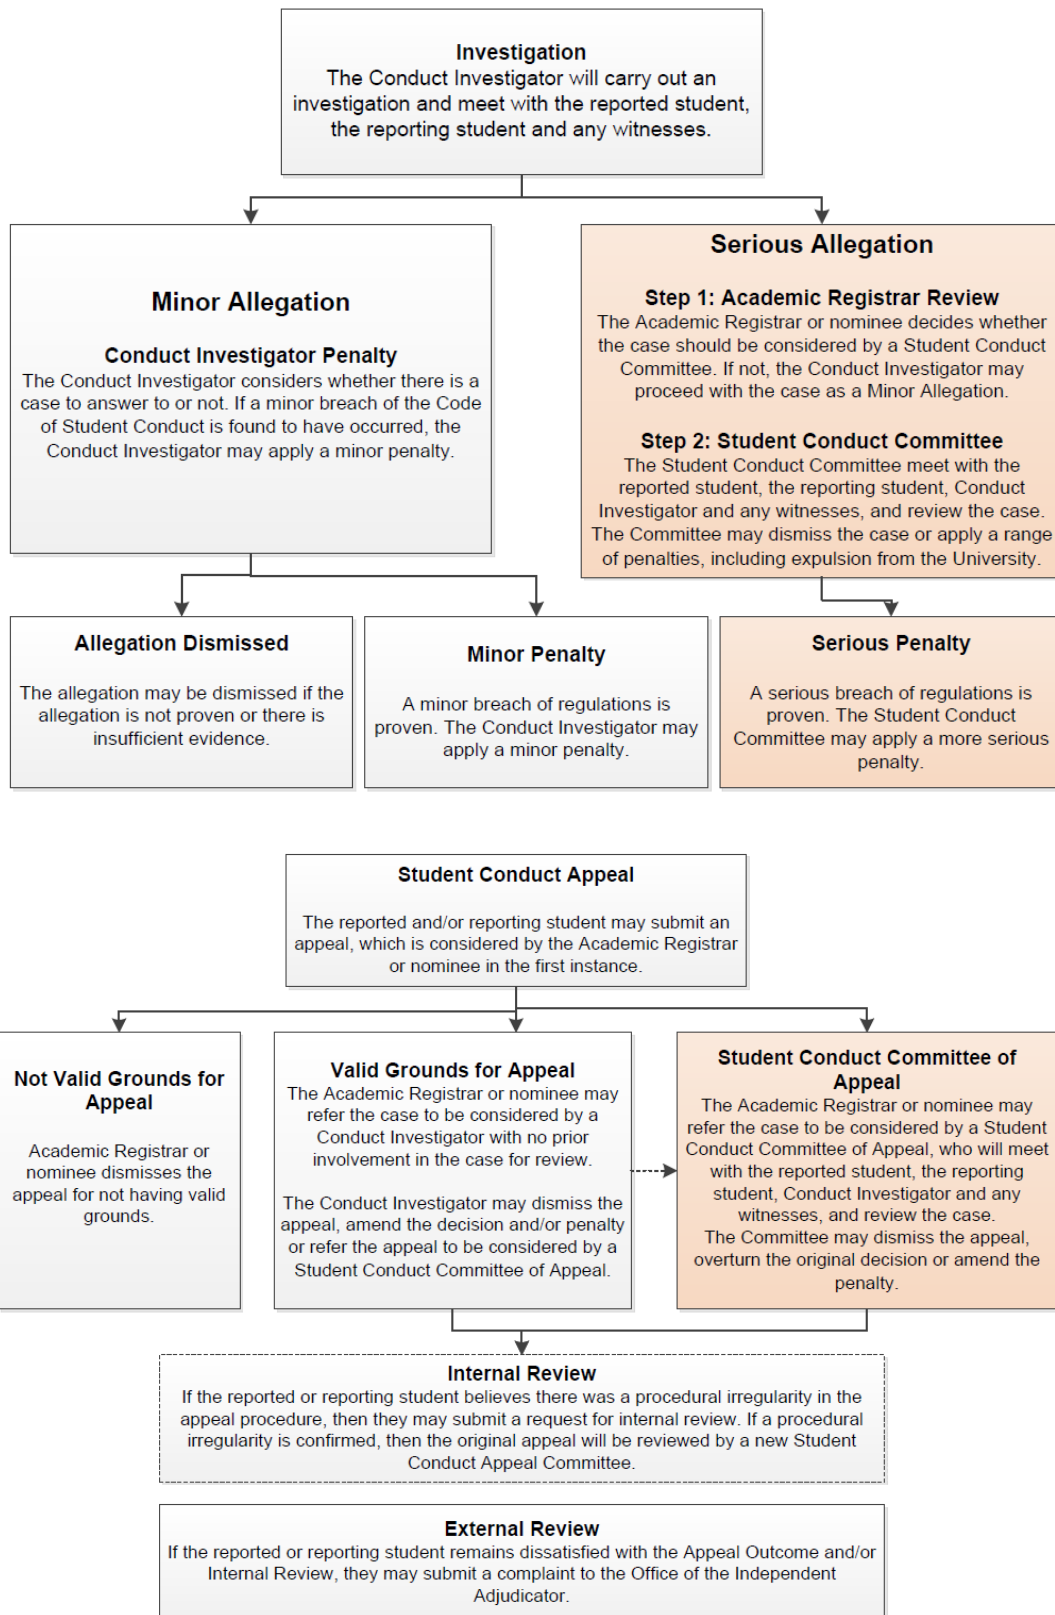 Investigation
The Conduct Investigator will carry out an
investigation and meet with the reported student,
the reporting student and any witnesses.
Minor Allegation
Conduct Investigator Penalty
The Conduct Investigator considers whether there is a
case to answer to or not. If a minor breach of the Code
of Student Conduct is found to have occurred, the
Conduct Investigator may apply a minor penalty.
Serious Allegation
Step 1: Academic Registrar Review
The Academic Registrar or nominee decides whether
the case should be considered by a Student Conduct
Committee. If not, the Conduct Investigator may
proceed with the case as a Minor Allegation.
Step 2: Student Conduct Committee
The Student Conduct Committee meet with the
reported student, the reporting student, Conduct
Investigator and any witnesses, and review the case.
The Committee may dismiss the case or apply a range
of penalties, including expulsion from the University.
Allegation Dismissed
The allegation may be dismissed if the
allegation is not proven or there is
insufficient evidence.
Minor Penalty
A minor breach of regulations is
proven. The Conduct Investigator may
apply a minor penalty.
Serious Penalty
A serious breach of regulations is
proven. The Student Conduct
Committee may apply a more serious
penalty.
Student Conduct Appeal
The reported and/or reporting student may submit an
appeal, which is considered by the Academic Registrar
or nominee in the first instance.
Not Valid Grounds for
Appeal
Academic Registrar or
nominee dismisses the
appeal for not having valid
grounds.
Valid Grounds for Appeal
The Academic Registrar or nominee may
refer the case to be considered by a
Conduct Investigator with no prior
involvement in the case for review.
The Conduct Investigator may dismiss the
appeal, amend the decision and/or penalty
or refer the appeal to be considered by a
Student Conduct Committee of Appeal.
Student Conduct Committee of
Appeal
The Academic Registrar or nominee may
refer the case to be considered by a Student
Conduct Committee of Appeal, who will meet
with the reported student, the reporting
student, Conduct Investigator and any
witnesses, and review the case.
The Committee may dismiss the appeal,
overturn the original decision or amend the
penalty.
Internal Review
If the reported or reporting student believes there was a procedural irregularity in the
appeal procedure, then they may submit a request for internal review. If a procedural
irregularity is confirmed, then the original appeal will be reviewed by a new Student
Conduct Appeal Committee.
External Review
If the reported or reporting student remains dissatisfied with the Appeal Outcome and/or
Internal Review, they may submit a complaint to the Office of the Independent
Adjudicator.